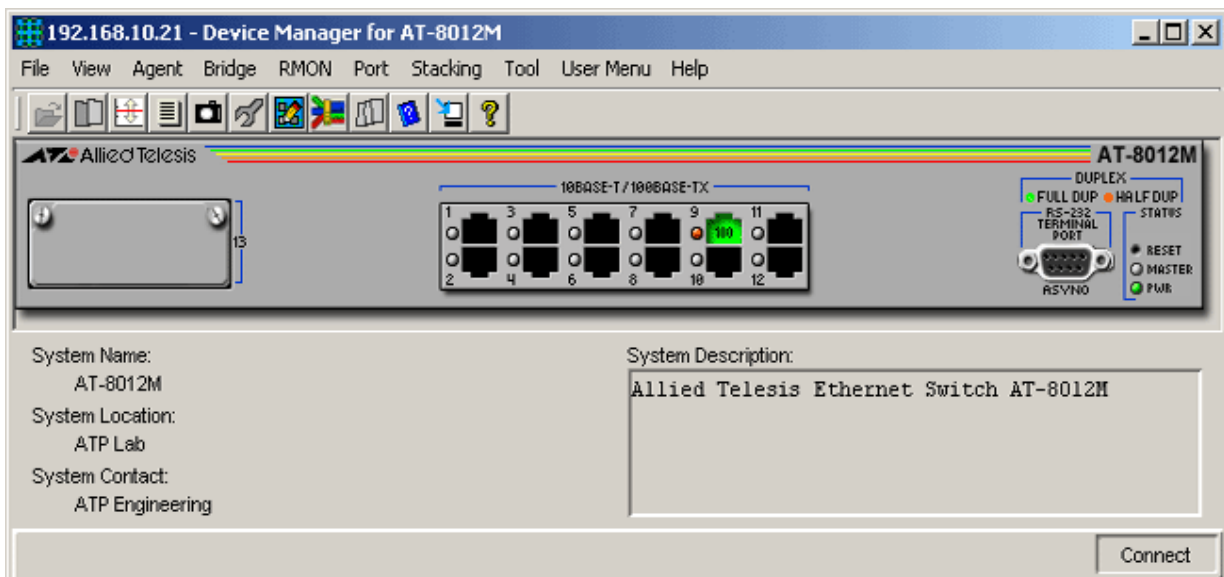 192.168.10.21 - Device Manager for AT-8012M
File View Agent Bridge RMON Port Stacking Tool User Menu Help
Allied Telesis
AT-8012M
10BASE-T/100BASE-TX
DUPLEX
FULL DUP HALF DUP
1 3 5 7 9 11
100
13
2 4 6 8 10 12
RS-232
TERMINAL
PORT
ASYN0
STATUS
RESET
MASTER
PWR
System Name:
AT-8012M
System Location:
ATP Lab
System Contact:
ATP Engineering
System Description:
Allied Telesis Ethernet Switch AT-8012M
Connect